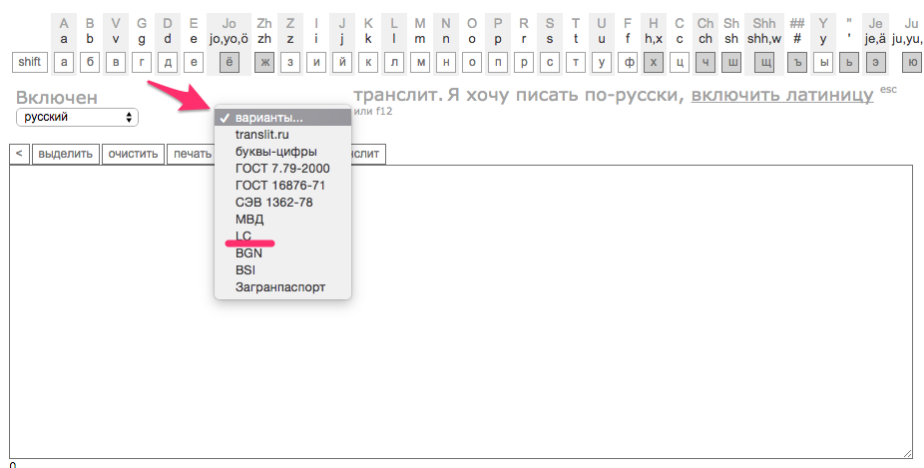 A B V G D E Jo Zh Z I J K L M N O P R S T U F H C Ch Sh Shh ## Y " Je Ju
a b v g d e jo,yo,ö zh z i j k l m n o p r s t u f h,x c ch sh shh,w # y ' je,ä ju,yu,
shift а б в г д е ё ж з и й к л м н о п р с т у ф х ц ч ш щ ъ ы ь э ю
Включен транслит. Я хочу писать по-русски, включить латиницу esc
или f12
русский
✓ варианты...
translit.ru
буквы-цифры
ГОСТ 7.79-2000
ГОСТ 16876-71
СЭВ 1362-78
МВД
LC
BGN
BSI
Загранпаспорт
< выделить очистить печать